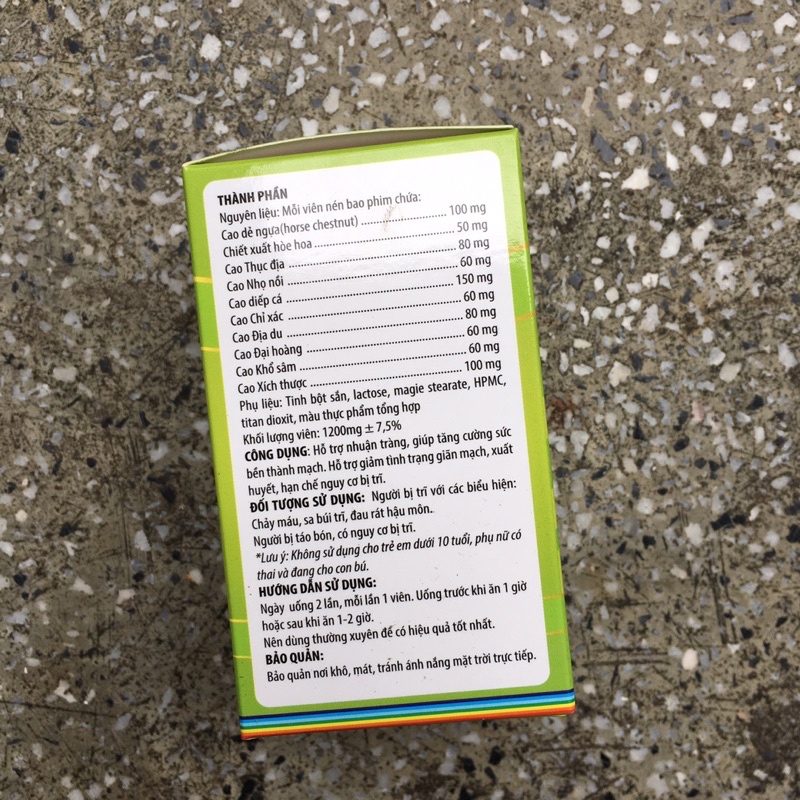 THÀNH PHẦN
Nguyên liệu: Mỗi viên nén bao phim chứa:
Cao dẻ ngựa(horse chestnut) ........................ 100 mg
Chiết xuất hòe hoa ........................ 50 mg
Cao Thục địa ........................ 80 mg
Cao Nhọ nồi ........................ 60 mg
Cao diếp cá ........................ 150 mg
Cao Chỉ xác ........................ 60 mg
Cao Địa du ........................ 80 mg
Cao Đại hoàng ........................ 60 mg
Cao Khổ sâm ........................ 60 mg
Cao Xích thược ........................ 100 mg
Phụ liệu: Tinh bột sắn, lactose, magie stearate, HPMC,
titan dioxit, màu thực phẩm tổng hợp
Khối lượng viên: 1200mg ± 7,5%
CÔNG DỤNG: Hỗ trợ nhuận tràng, giúp tăng cường sức
bền thành mạch. Hỗ trợ giảm tình trạng giãn mạch, xuất
huyết, hạn chế nguy cơ bị trĩ.
ĐỐI TƯỢNG SỬ DỤNG: Người bị trĩ với các biểu hiện:
Chảy máu, sa búi trĩ, đau rát hậu môn.
Người bị táo bón, có nguy cơ bị trĩ.
*Lưu ý: Không sử dụng cho trẻ em dưới 10 tuổi, phụ nữ có
thai và đang cho con bú.
HƯỚNG DẪN SỬ DỤNG:
Ngày uống 2 lần, mỗi lần 1 viên. Uống trước khi ăn 1 giờ
hoặc sau khi ăn 1-2 giờ.
Nên dùng thường xuyên để có hiệu quả tốt nhất.
BẢO QUẢN:
Bảo quản nơi khô, mát, tránh ánh nắng mặt trời trực tiếp.